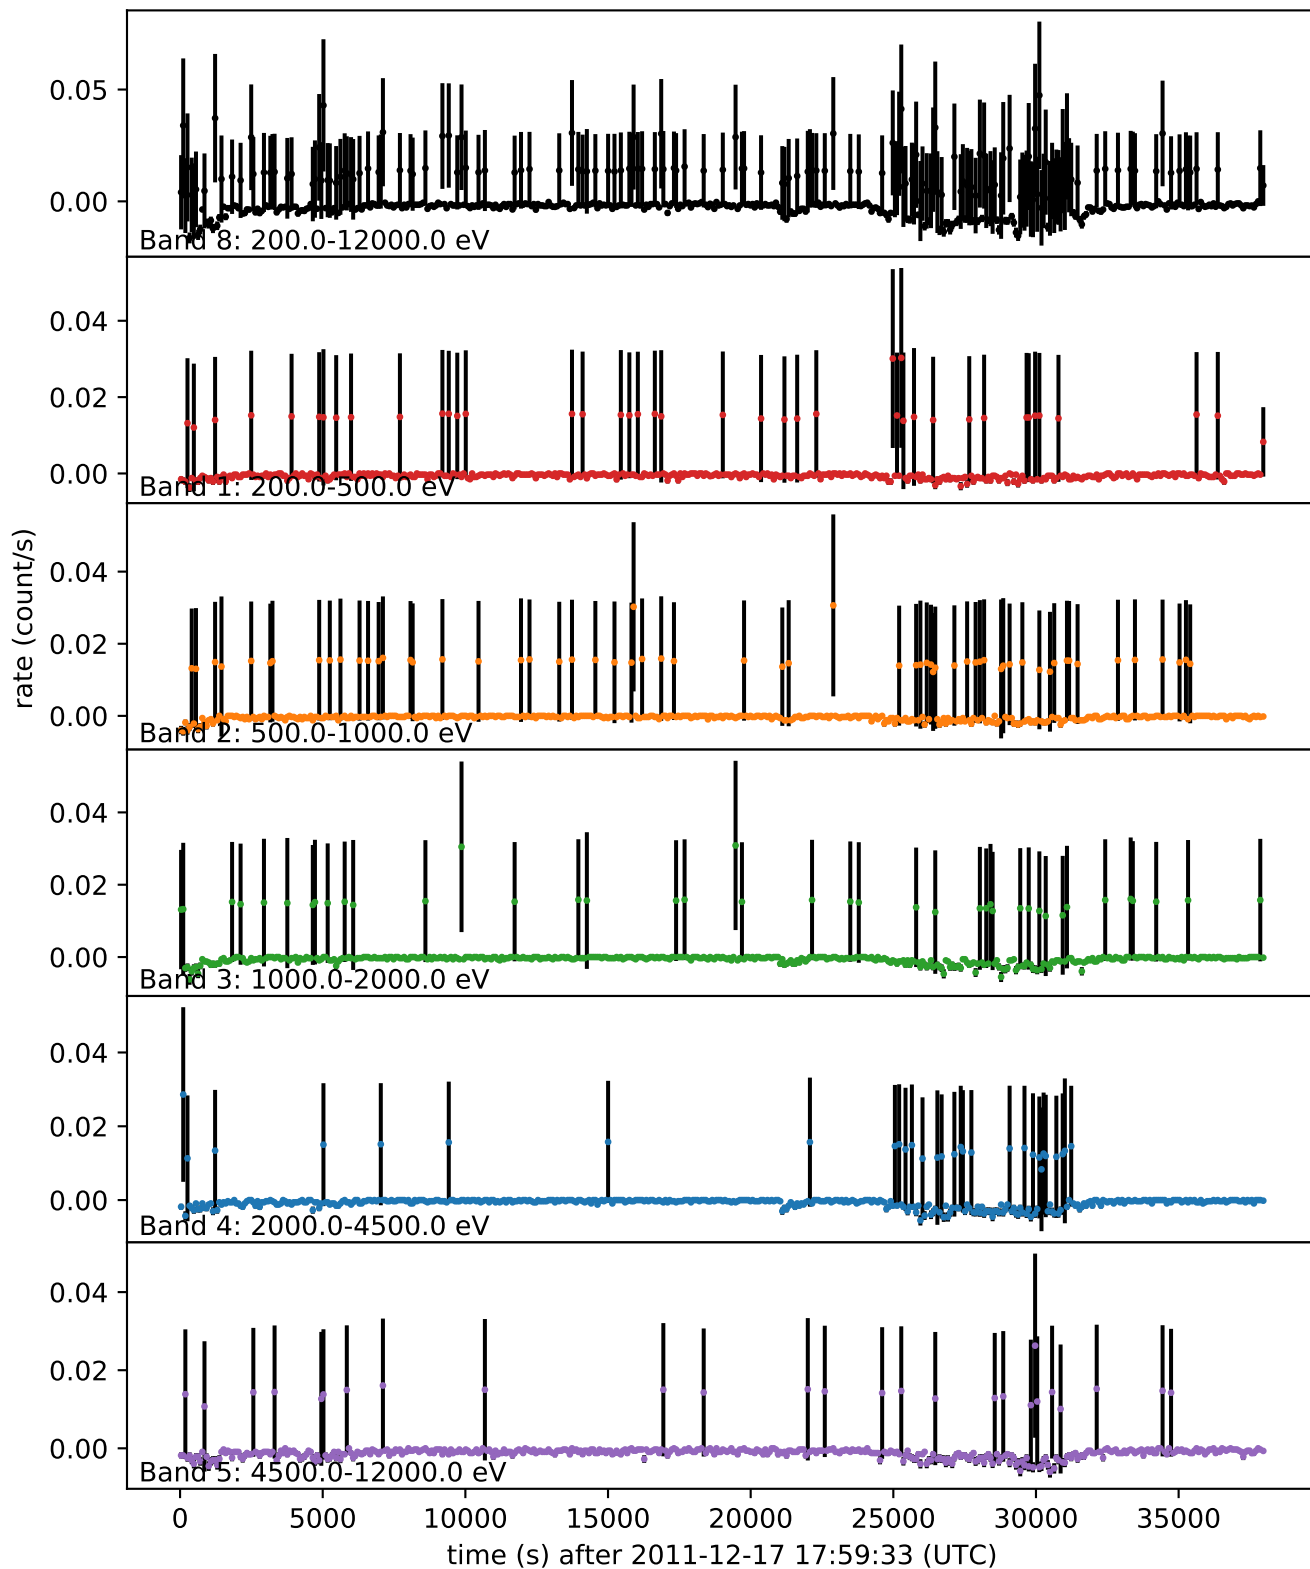 0.05
0.00
Band 8: 200.0-12000.0 eV
0.04
0.02
0.00
Band 1: 200.0-500.0 eV
rate (count/s)
0.04
0.02
0.00
Band 2: 500.0-1000.0 eV
0.04
0.02
0.00
Band 3: 1000.0-2000.0 eV
0.04
0.02
0.00
Band 4: 2000.0-4500.0 eV
0.04
0.02
0.00
Band 5: 4500.0-12000.0 eV
0 5000 10000 15000 20000 25000 30000 35000
time (s) after 2011-12-17 17:59:33 (UTC)